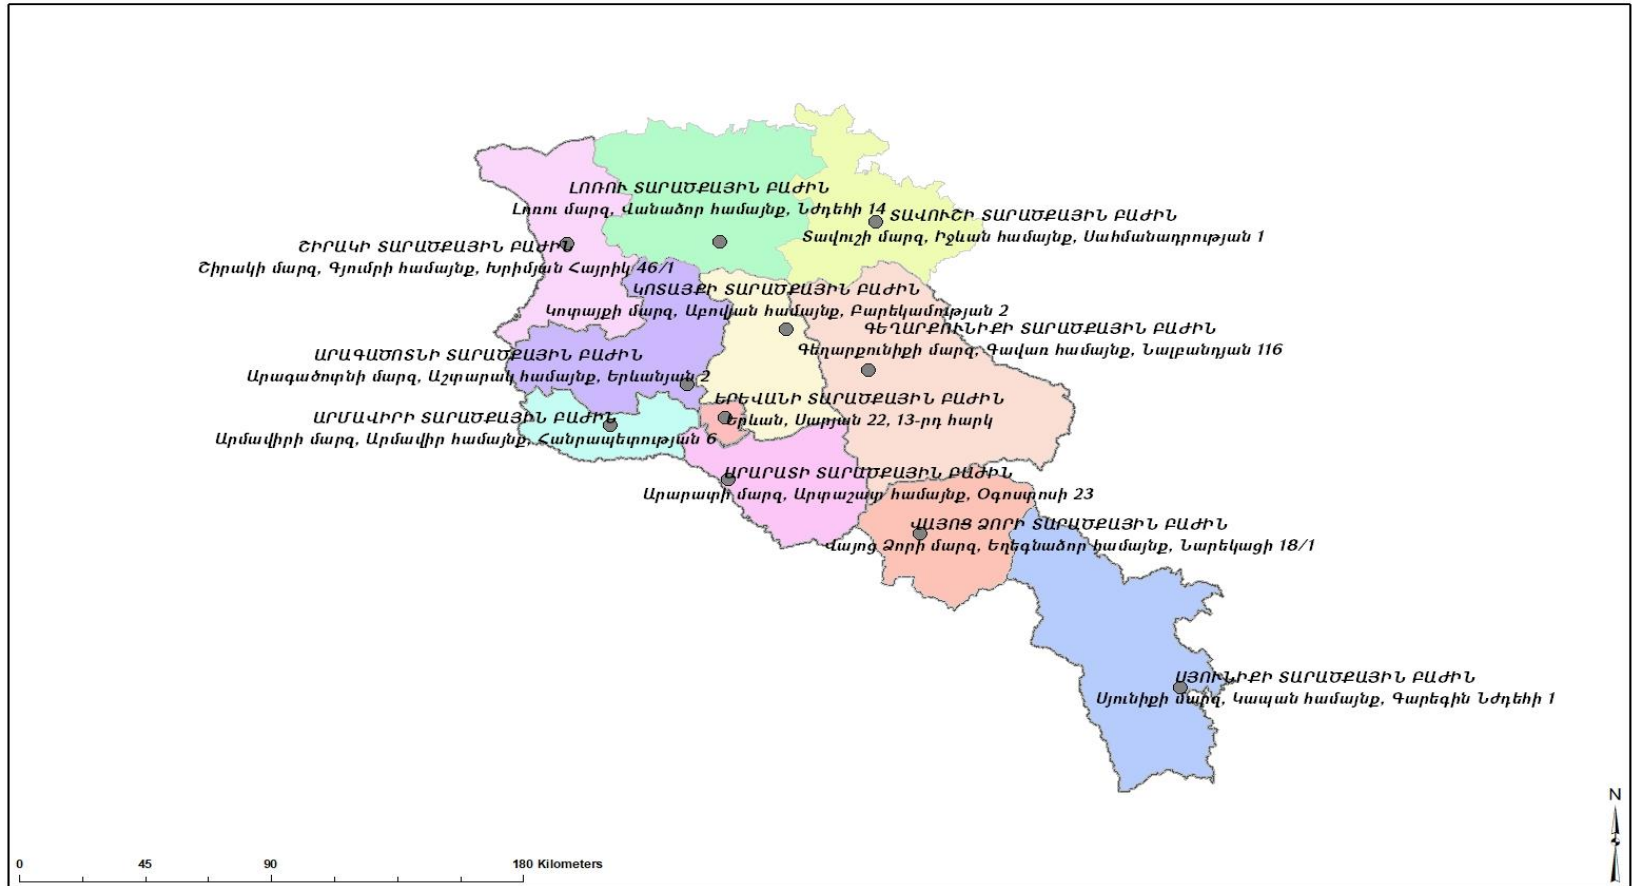 ԼՈՌՈՒ ՏԱՐԱԾՔԱՅԻՆ ԲԱԺԻՆ
Լոռու մարզ, Վանաձոր համայնք, Նժդեհի 14
ՏԱՎՈՒՇԻ ՏԱՐԱԾՔԱՅԻՆ ԲԱԺԻՆ
Տավուշի մարզ, Իջևան համայնք, Սահմանադրության 1
ՇԻՐԱԿԻ ՏԱՐԱԾՔԱՅԻՆ ԲԱԺԻՆ
Շիրակի մարզ, Գյումրի համայնք, Խրիմյան Հայրիկ 46/1
ԿՈՏԱՅՔԻ ՏԱՐԱԾՔԱՅԻՆ ԲԱԺԻՆ
Կոտայքի մարզ, Աբովյան համայնք, Բարեկամության 2
ԳԵՂԱՐՔՈՒՆԻՔԻ ՏԱՐԱԾՔԱՅԻՆ ԲԱԺԻՆ
Գեղարքունիքի մարզ, Գավառ համայնք, Նալբանդյան 116
ԱՐԱԳԱԾՈՏՆԻ ՏԱՐԱԾՔԱՅԻՆ ԲԱԺԻՆ
Արագածոտնի մարզ, Աշտարակ համայնք, Երևանյան 2
ԵՐԵՎԱՆԻ ՏԱՐԱԾՔԱՅԻՆ ԲԱԺԻՆ
Երևան, Սարյան 22, 13-րդ հարկ
ԱՐՄԱՎԻՐԻ ՏԱՐԱԾՔԱՅԻՆ ԲԱԺԻՆ
Արմավիրի մարզ, Արմավիր համայնք, Հանրապետության 6
ԱՐԱՐԱՏԻ ՏԱՐԱԾՔԱՅԻՆ ԲԱԺԻՆ
Արարատի մարզ, Արտաշատ համայնք, Օգոստոսի 23
ՎԱՅՈՑ ՁՈՐԻ ՏԱՐԱԾՔԱՅԻՆ ԲԱԺԻՆ
Վայոց Ձորի մարզ, Եղեգնաձոր համայնք, Նարեկացի 18/1
ՍՅՈՒՆԻՔԻ ՏԱՐԱԾՔԱՅԻՆ ԲԱԺԻՆ
Սյունիքի մարզ, Կապան համայնք, Գարեգին Նժդեհի 1
N
0 45 90 180 Kilometers